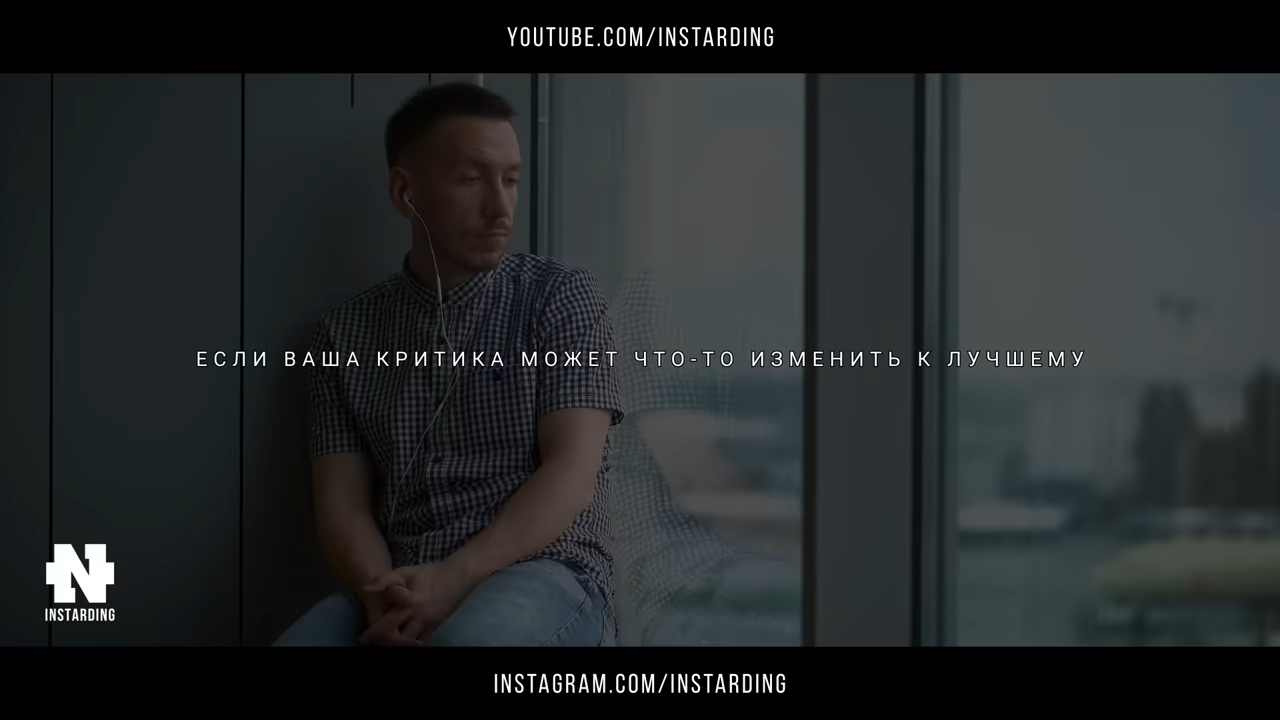 YOUTUBE.COM/INSTARDING
ЕСЛИ ВАША КРИТИКА МОЖЕТ ЧТО-ТО ИЗМЕНИТЬ К ЛУЧШЕМУ
N
INSTARDING
INSTAGRAM.COM/INSTARDING